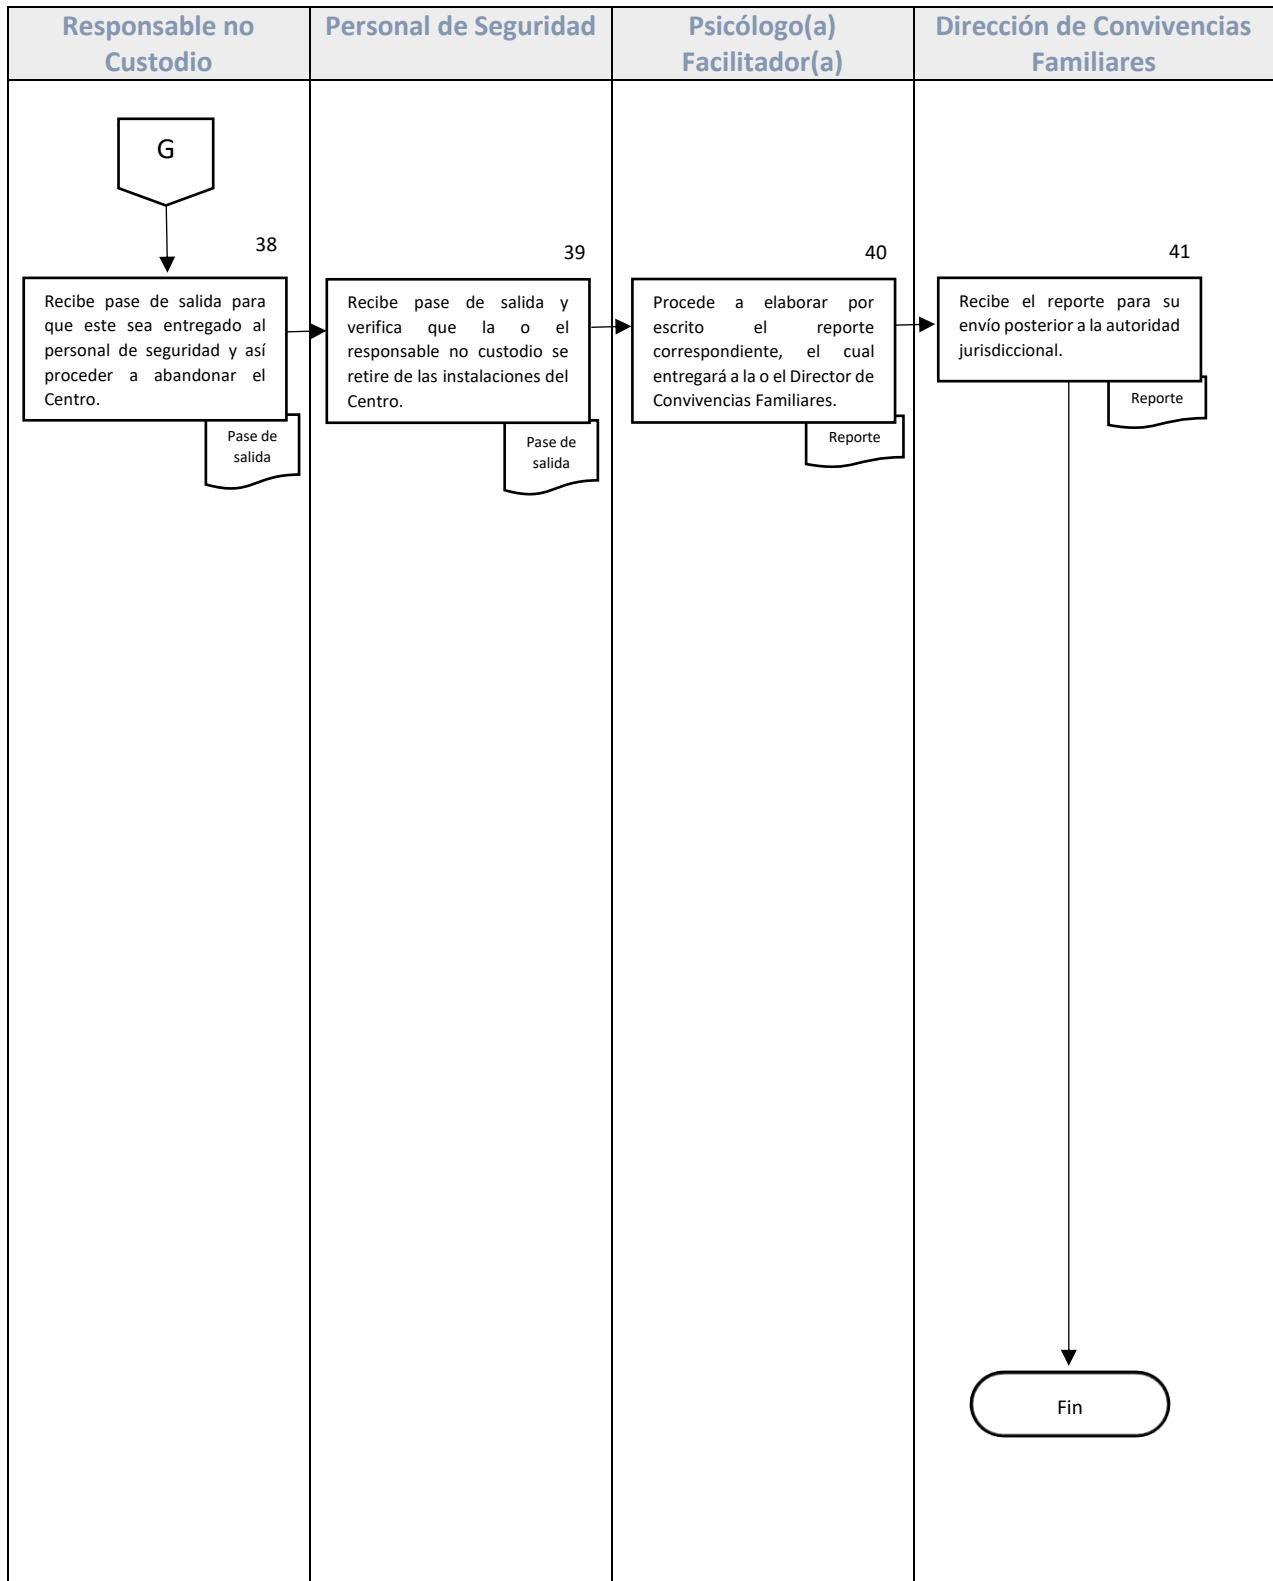 Responsable no
Custodio
Personal de Seguridad
Psicólogo(a)
Facilitador(a)
Dirección de Convivencias
Familiares
G
38
Recibe pase de salida para
que este sea entregado al
personal de seguridad y así
proceder a abandonar el
Centro.
Pase de
salida
39
Recibe pase de salida y
verifica que la o el
responsable no custodio se
retire de las instalaciones del
Centro.
Pase de
salida
40
Procede a elaborar por
escrito el reporte
correspondiente, el cual
entregará a la o el Director de
Convivencias Familiares.
Reporte
41
Recibe el reporte para su
envío posterior a la autoridad
jurisdiccional.
Reporte
Fin